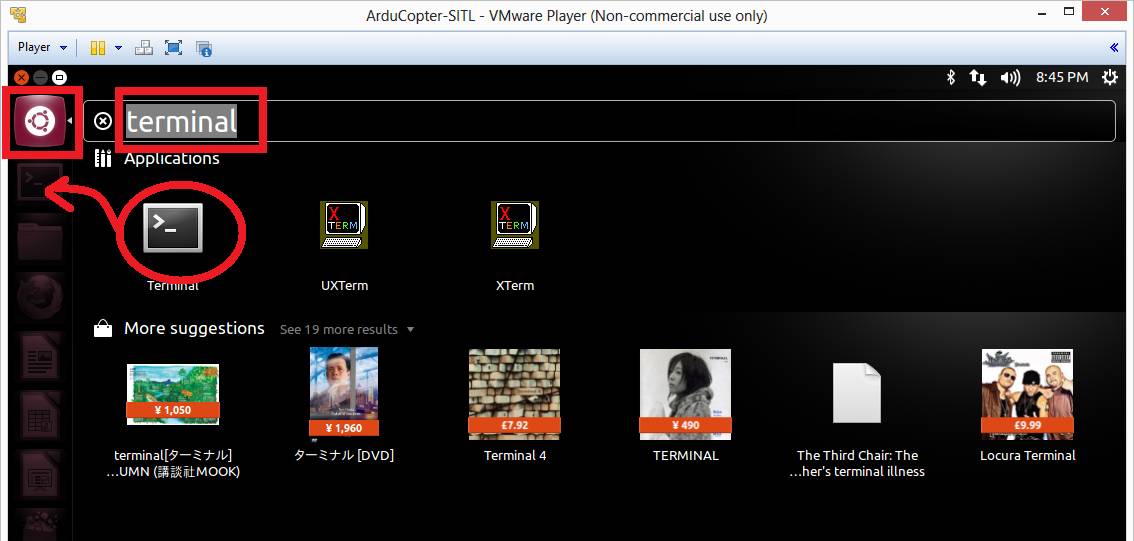 ArduCopter-SITL - VMware Player (Non-commercial use only)
Player
8:45 PM
terminal
Applications
>_
>_
X TERM
X TERM
Terminal
UXTerm
XTerm
More suggestions See 19 more results
¥ 1,050
¥ 1,960
£7.92
TERMINAL
¥ 490
£9.99
terminal[ターミナル]
…UMN (講談社MOOK)
ターミナル [DVD]
Terminal 4
TERMINAL
The Third Chair: The
…her's terminal illness
Locura Terminal